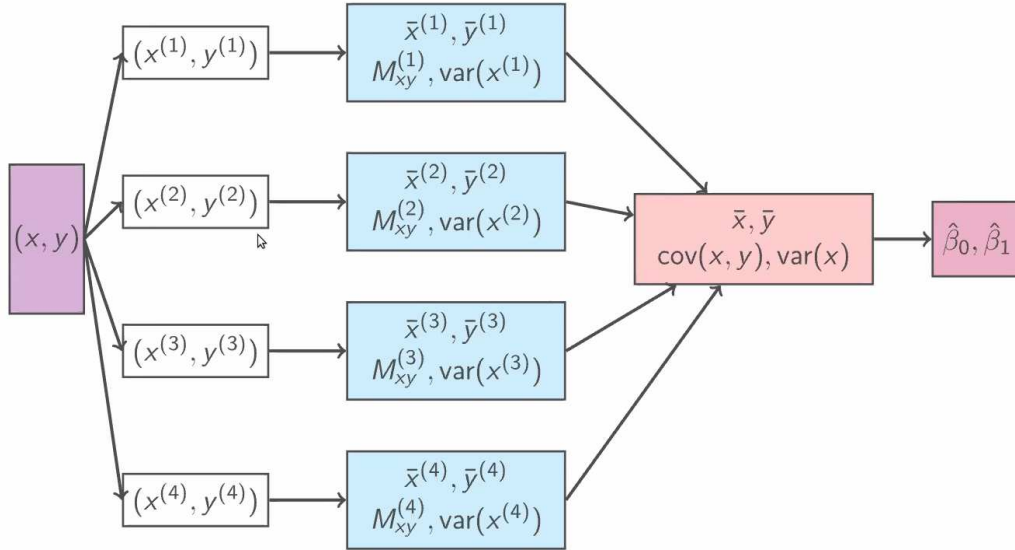 (x, y)
(x⁽¹⁾, y⁽¹⁾)
x̄⁽¹⁾, ȳ⁽¹⁾
M_{xy}^{(1)}, var(x⁽¹⁾)
(x⁽²⁾, y⁽²⁾)
x̄⁽²⁾, ȳ⁽²⁾
M_{xy}^{(2)}, var(x⁽²⁾)
(x⁽³⁾, y⁽³⁾)
x̄⁽³⁾, ȳ⁽³⁾
M_{xy}^{(3)}, var(x⁽³⁾)
(x⁽⁴⁾, y⁽⁴⁾)
x̄⁽⁴⁾, ȳ⁽⁴⁾
M_{xy}^{(4)}, var(x⁽⁴⁾)
x̄, ȳ
cov(x, y), var(x)
β̂₀, β̂₁